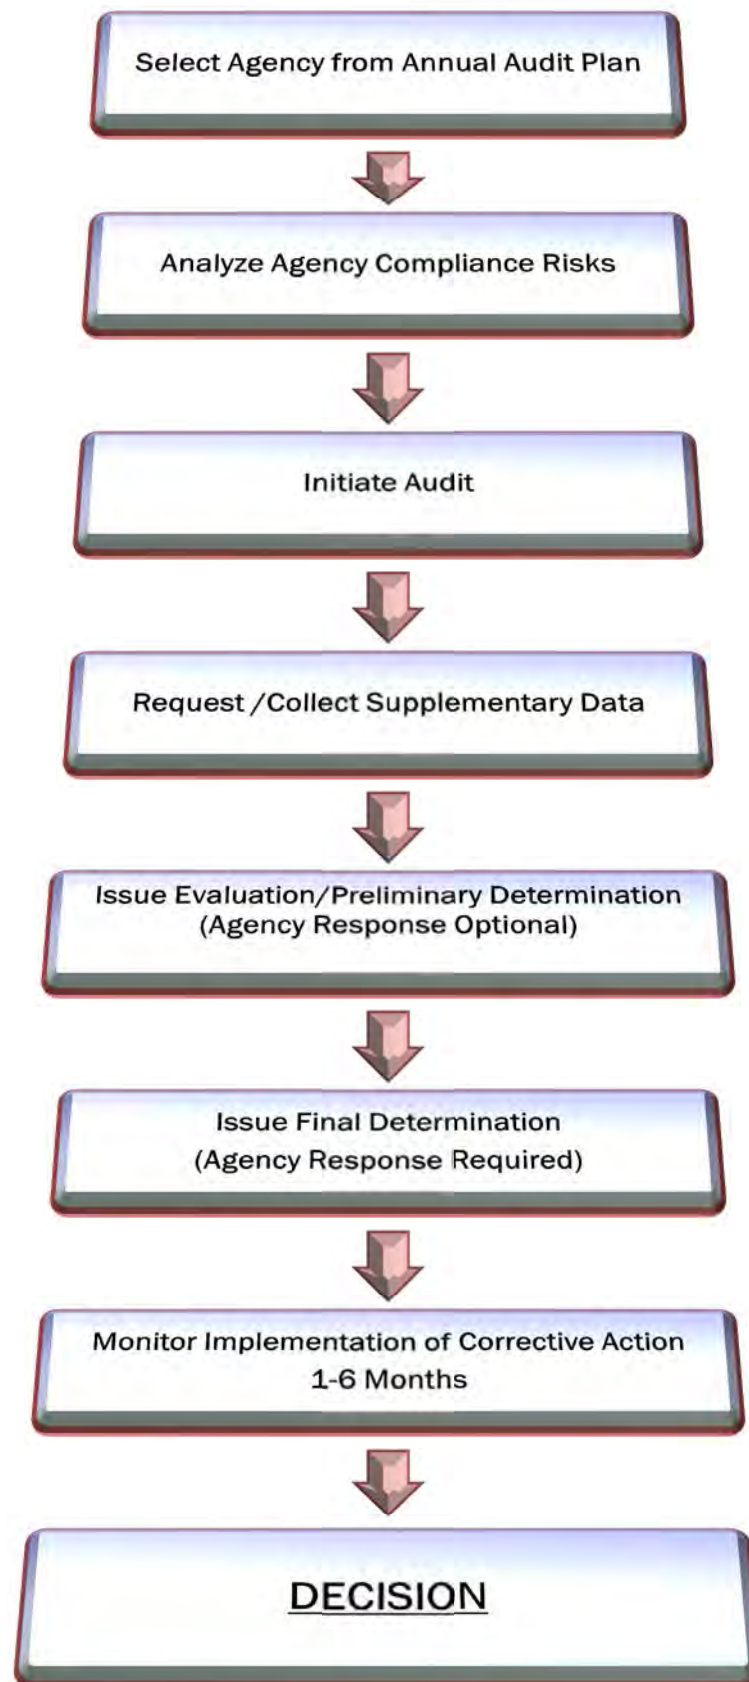 Select Agency from Annual Audit Plan
Analyze Agency Compliance Risks
Initiate Audit
Request /Collect Supplementary Data
Issue Evaluation/Preliminary Determination
(Agency Response Optional)
Issue Final Determination
(Agency Response Required)
Monitor Implementation of Corrective Action
1-6 Months
DECISION